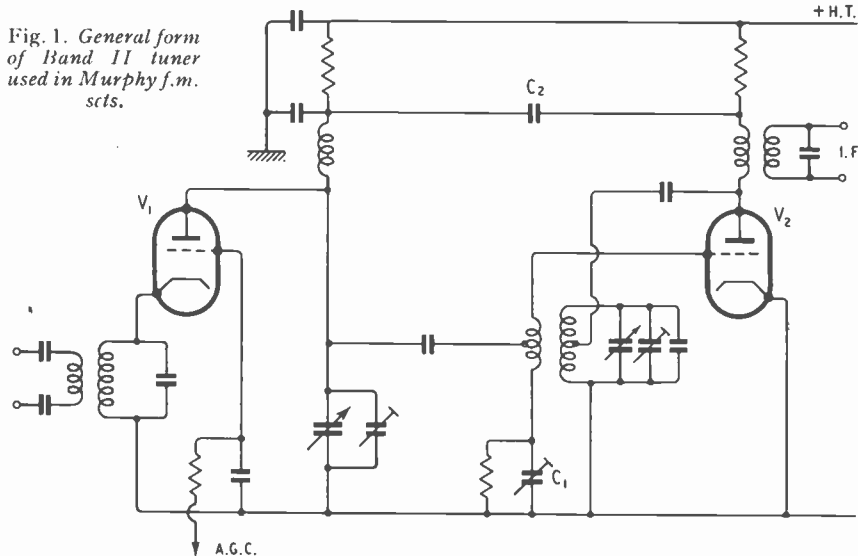 Fig. 1. General form
of Band II tuner
used in Murphy f.m.
sets.
+ H.T.
C2
I.F
V1
V2
C1
A.G.C.